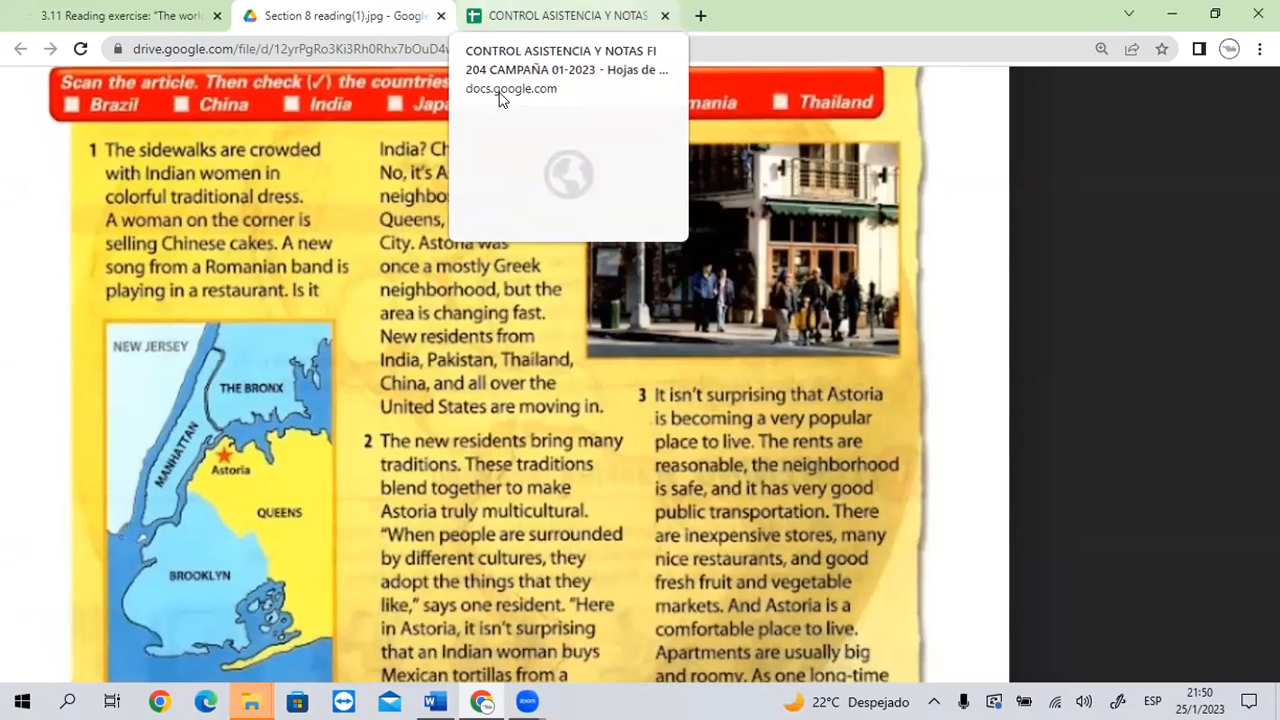 3.11 Reading exercise: "The work
Section 8 reading(1).jpg - Google
CONTROL ASISTENCIA Y NOTAS
drive.google.com/file/d/12yrPgRo3Ki3Rh0Rhx7bOuD4
CONTROL ASISTENCIA Y NOTAS FI
204 CAMPAÑA 01-2023 - Hojas de ...
docs.google.com
Scan the article. Then check (✓) the countries
Brazil China India Japa mania Thailand
1 The sidewalks are crowded
with Indian women in
colorful traditional dress.
A woman on the corner is
selling Chinese cakes. A new
song from a Romanian band is
playing in a restaurant. Is it
India? Ch
No, it's A
neighbo
Queens,
City. Astoria was
once a mostly Greek
neighborhood, but the
area is changing fast.
New residents from
India, Pakistan, Thailand,
China, and all over the
United States are moving in.
2 The new residents bring many
traditions. These traditions
blend together to make
Astoria truly multicultural.
"When people are surrounded
by different cultures, they
adopt the things that they
like," says one resident. "Here
in Astoria, it isn't surprising
that an Indian woman buys
Mexican tortillas from a
3 It isn't surprising that Astoria
is becoming a very popular
place to live. The rents are
reasonable, the neighborhood
is safe, and it has very good
public transportation. There
are inexpensive stores, many
nice restaurants, and good
fresh fruit and vegetable
markets. And Astoria is a
comfortable place to live.
Apartments are usually big
and roomy. As one long-time
NEW JERSEY
THE BRONX
MANHATTAN
Astoria
QUEENS
BROOKLYN
22°C Despejado
ESP
21:50
25/1/2023